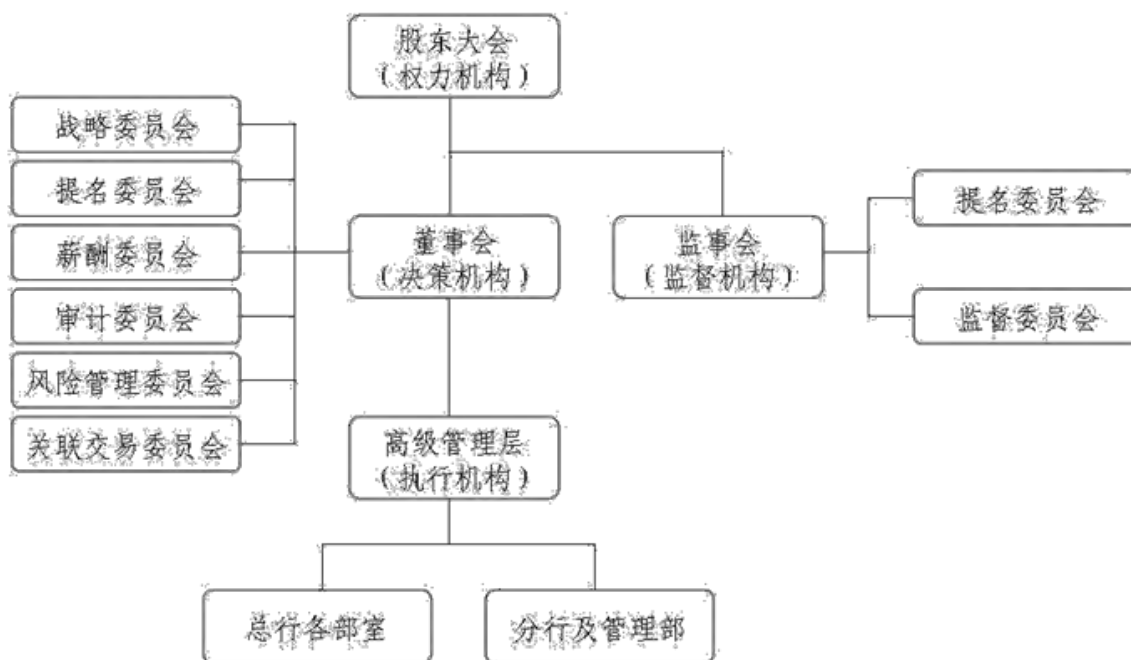 股东大会
（权力机构）
战略委员会
提名委员会
薪酬委员会
审计委员会
风险管理委员会
关联交易委员会
董事会
（决策机构）
监事会
（监督机构）
提名委员会
监督委员会
高级管理层
（执行机构）
总行各部室
分行及管理部